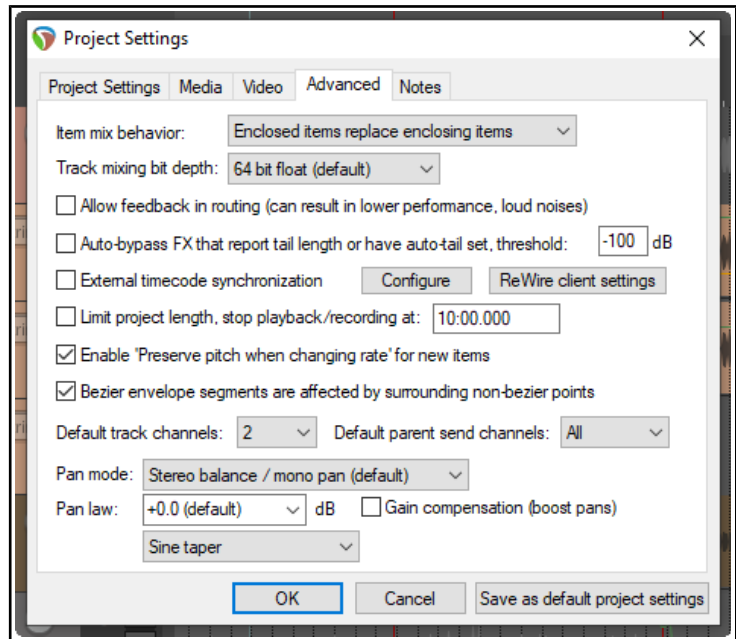 Project Settings
Project Settings Media Video Advanced Notes
Item mix behavior: Enclosed items replace enclosing items
Track mixing bit depth: 64 bit float (default)
Allow feedback in routing (can result in lower performance, loud noises)
Auto-bypass FX that report tail length or have auto-tail set, threshold: -100 dB
External timecode synchronization Configure ReWire client settings
Limit project length, stop playback/recording at: 10:00.000
Enable "Preserve pitch when changing rate" for new items
Bezier envelope segments are affected by surrounding non-bezier points
Default track channels: 2 Default parent send channels: All
Pan mode: Stereo balance / mono pan (default)
Pan law: +0.0 (default) dB Gain compensation (boost pans)
Sine taper
OK Cancel Save as default project settings